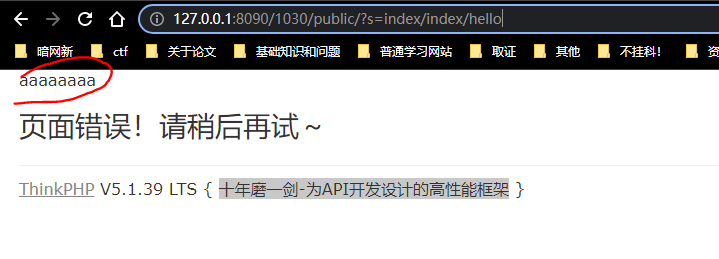 127.0.0.1:8090/1030/public/?s=index/index/hello
暗网新 ctf 关于论文 基础知识和问题 普通学习网站 取证 其他 不挂科！ 资
aaaaaaaa
页面错误！请稍后再试～
ThinkPHP V5.1.39 LTS { 十年磨一剑-为API开发设计的高性能框架 }